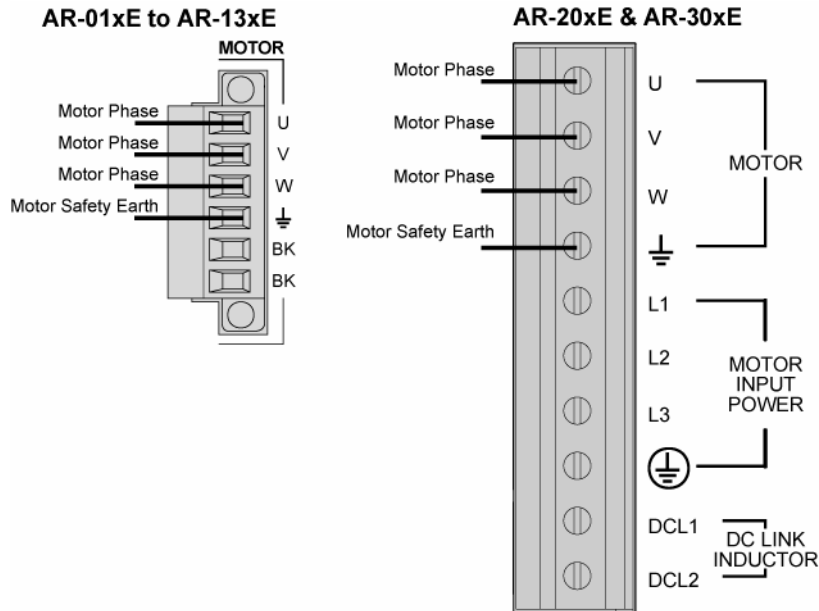 AR-01xE to AR-13xE
MOTOR
Motor Phase
U
Motor Phase
V
Motor Phase
W
Motor Safety Earth
BK
BK
AR-20xE & AR-30xE
Motor Phase
U
Motor Phase
V
MOTOR
Motor Phase
W
Motor Safety Earth
L1
L2
MOTOR
INPUT
POWER
L3
DCL1
DC LINK
INDUCTOR
DCL2